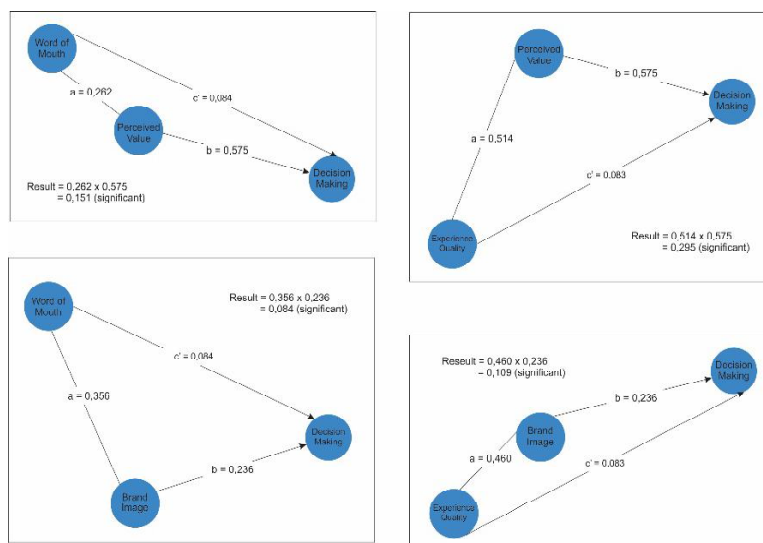 Word of
Mouth
a = 0,262
c' = 0,084
Perceived
Value
b = 0,575
Decision
Making
Result = 0.262 x 0.575
= 0,151 (significant)
Perceived
Value
b = 0,575
Decision
Making
a = 0.514
c' = 0.083
Experience
Quality
Result = 0,514 x 0,575
= 0.295 (significant)
Word of
Mouth
Result = 0,356 x 0,236
= 0,084 (significant)
c' = 0,084
a = 0,356
Decision
Making
b = 0,236
Brand
Image
Reseult = 0,460 x 0,236
= 0,109 (significant)
Decision
Making
b = 0,236
Brand
Image
a = 0,460
c' = 0.083
Experience
Quality